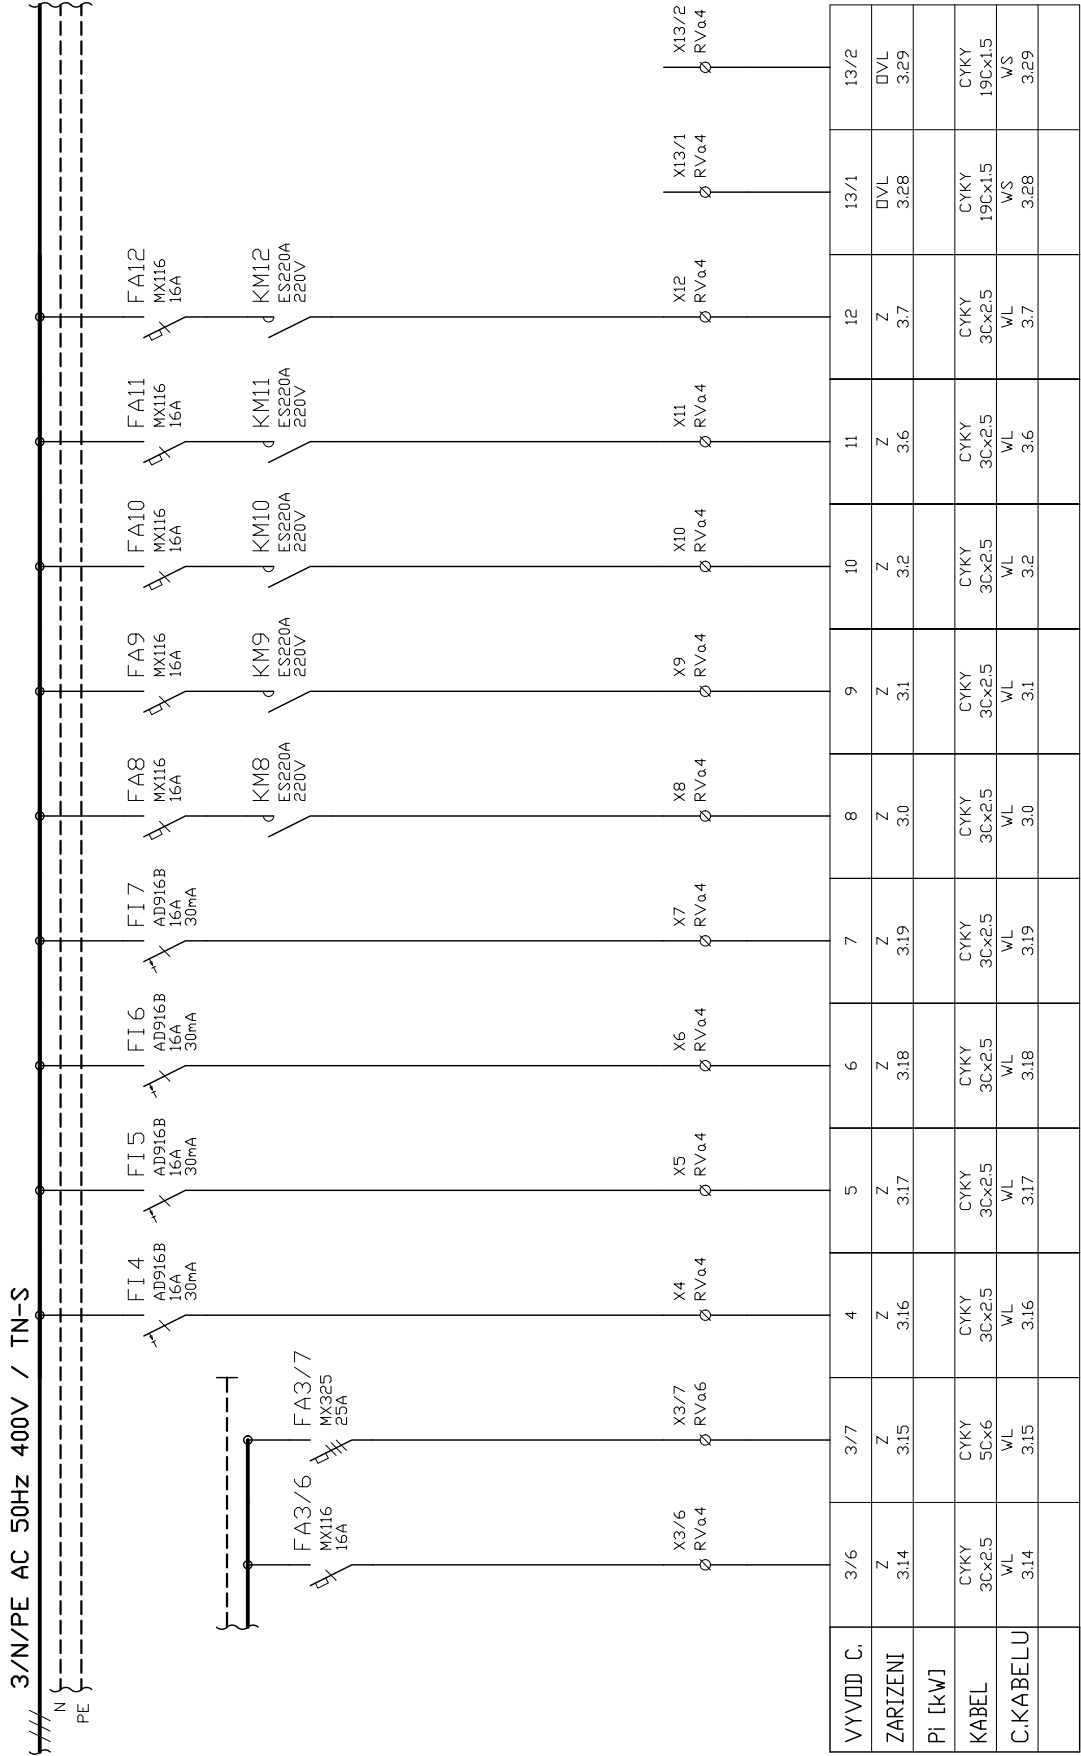 3/N/PE AC 50Hz 400V / TN-S
N
PE
FA3/6
MX116
16A
FA3/7
MX325
25A
FI4
AD916B
16A
30mA
FI5
AD916B
16A
30mA
FI6
AD916B
16A
30mA
FI7
AD916B
16A
30mA
FA8
MX116
16A
FA9
MX116
16A
FA10
MX116
16A
FA11
MX116
16A
FA12
MX116
16A
KM8
ES220A
220V
KM9
ES220A
220V
KM10
ES220A
220V
KM11
ES220A
220V
KM12
ES220A
220V
X3/6
RVa4
X3/7
RVa6
X4
RVa4
X5
RVa4
X6
RVa4
X7
RVa4
X8
RVa4
X9
RVa4
X10
RVa4
X11
RVa4
X12
RVa4
X13/1
RVa4
X13/2
RVa4
VYVOD C. 3/6 3/7 4 5 6 7 8 9 10 11 12 13/1 13/2
ZARIZENI Z Z Z Z Z Z Z Z Z Z Z OVL OVL
3.14 3.15 3.16 3.17 3.18 3.19 3.0 3.1 3.2 3.6 3.7 3.28 3.29
Pi [kW]
KABEL CYKY CYKY CYKY CYKY CYKY CYKY CYKY CYKY CYKY CYKY CYKY CYKY CYKY
3Cx2.5 5Cx6 3Cx2.5 3Cx2.5 3Cx2.5 3Cx2.5 3Cx2.5 3Cx2.5 3Cx2.5 3Cx2.5 3Cx2.5 19Cx1.5 19Cx1.5
C.KABELU WL WL WL WL WL WL WL WL WL WL WL WS WS
3.14 3.15 3.16 3.17 3.18 3.19 3.0 3.1 3.2 3.6 3.7 3.28 3.29